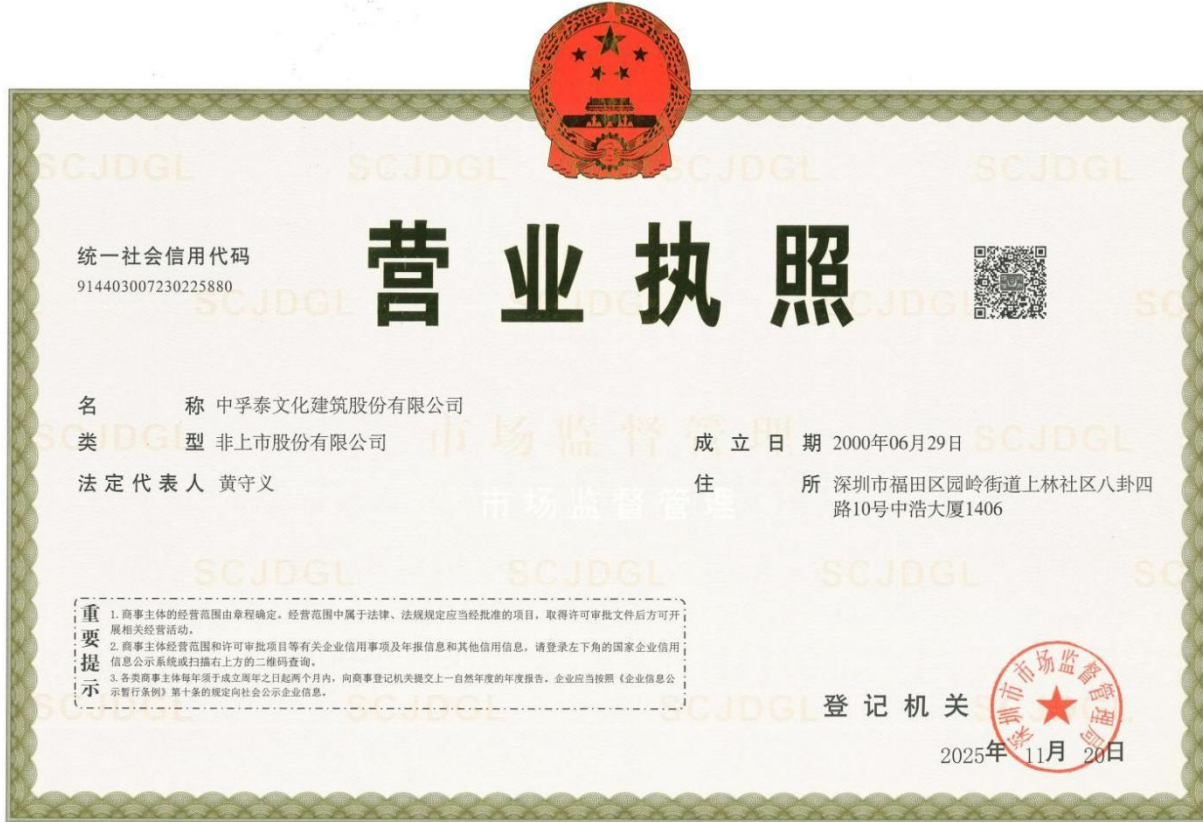 营业执照
统一社会信用代码
914403007230225880
名 称 中孚泰文化建筑股份有限公司
类 型 非上市股份有限公司
法定代表人 黄守义
成立日期 2000年06月29日
住 所 深圳市福田区园岭街道上林社区八卦四
路10号中浩大厦1406
重要提示
1.商事主体的经营范围由章程确定。经营范围中属于法律、法规规定应当经批准的项目，取得许可审批文件后方可开
展相关经营活动。
2.商事主体经营范围和许可审批项目等有关企业信用事项及年报信息和其他信用信息，请登录左下角的国家企业信用
信息公示系统或扫描右上方的二维码查询。
3.各类商事主体每年须于成立周年之日起两个月内，向商事登记机关提交上一自然年度的年度报告。企业应当按照《企业信息公
示暂行条例》第十条的规定向社会公示企业信息。
登记机关
深圳市市场监督管理局
2025年 11月 20日
SCJDGL
市场监督管理
市场监督管理